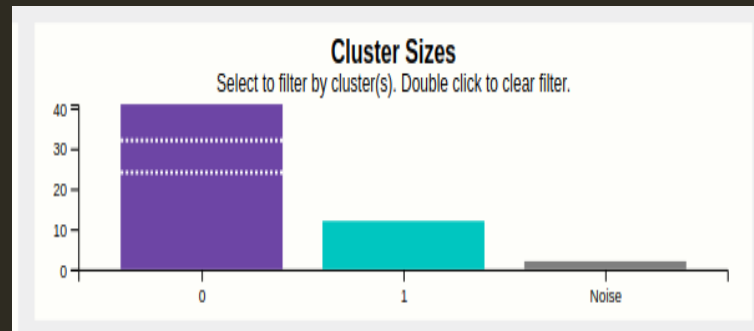 Cluster Sizes
Select to filter by cluster(s). Double click to clear filter.
40
30
20
10
0
0 1 Noise